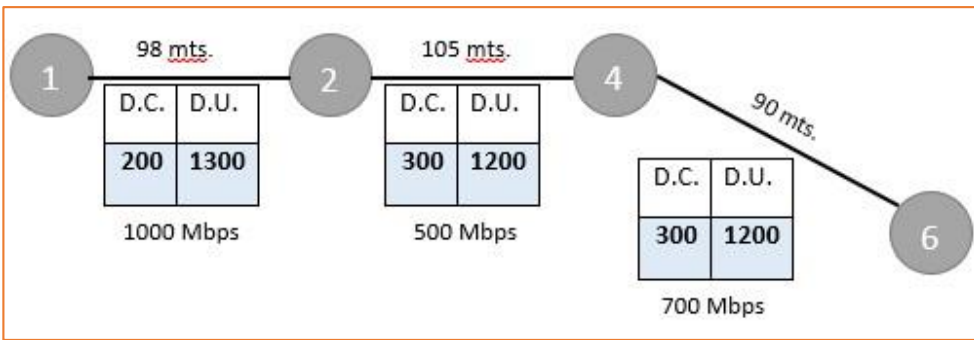 98 mts.
105 mts.
1
2
4
90 mts.
D.C. D.U.
200 1300
1000 Mbps
D.C. D.U.
300 1200
500 Mbps
D.C. D.U.
300 1200
700 Mbps
6